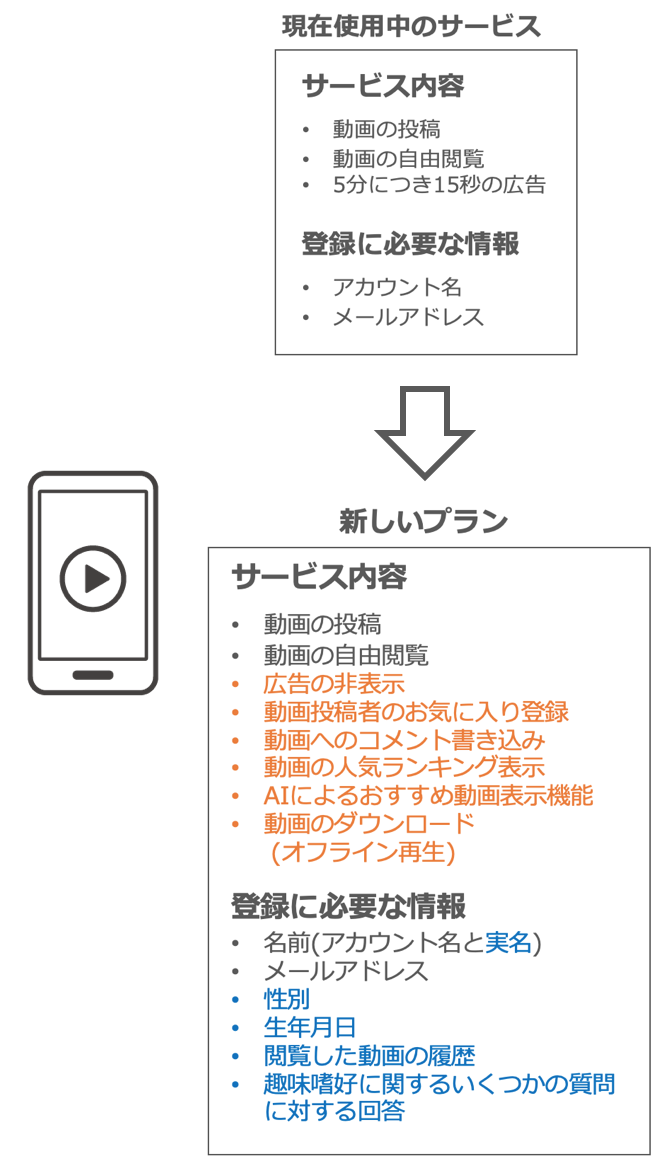 現在使用中のサービス
サービス内容
• 動画の投稿
• 動画の自由閲覧
• 5分につき15秒の広告
登録に必要な情報
• アカウント名
• メールアドレス
新しいプラン
サービス内容
• 動画の投稿
• 動画の自由閲覧
• 広告の非表示
• 動画投稿者のお気に入り登録
• 動画へのコメント書き込み
• 動画の人気ランキング表示
• AIによるおすすめ動画表示機能
• 動画のダウンロード
(オフライン再生)
登録に必要な情報
• 名前(アカウント名と実名)
• メールアドレス
• 性別
• 生年月日
• 閲覧した動画の履歴
• 趣味嗜好に関するいくつかの質問
に対する回答